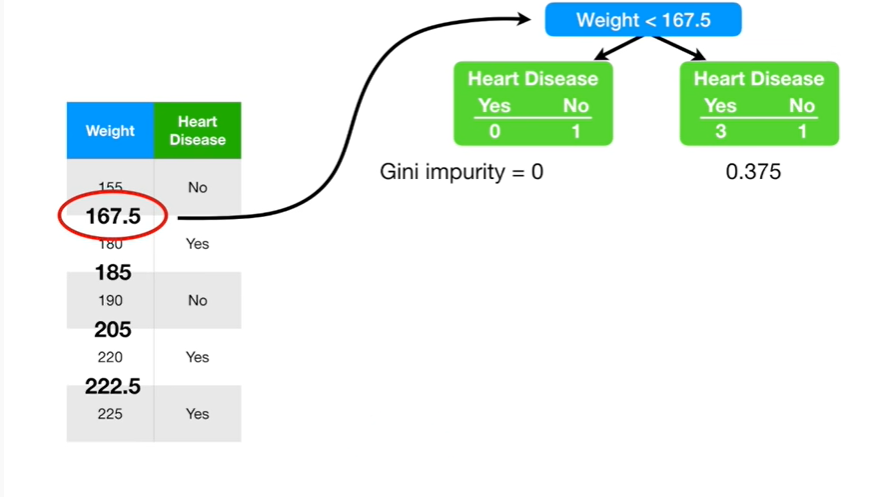 Weight < 167.5
Heart Disease
Yes No
0 1
Heart Disease
Yes No
3 1
Gini impurity = 0
0.375
Weight Heart Disease
155 No
167.5
180 Yes
185
190 No
205
220 Yes
222.5
225 Yes